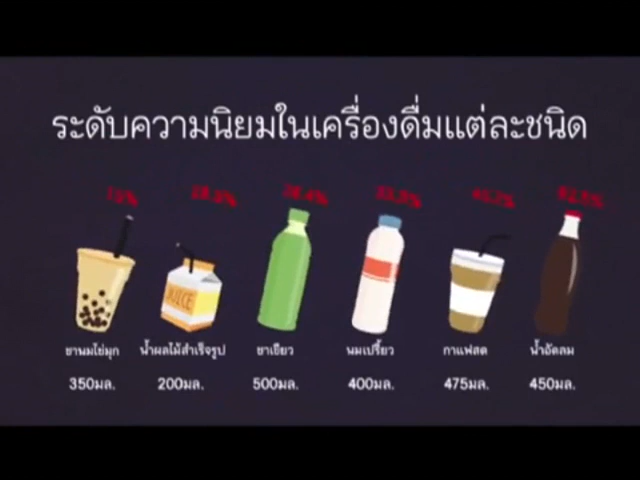 ระดับความนิยมในเครื่องดื่มแต่ละชนิด
15%
JUICE
ชานมไข่มุก น้ำผลไม้สำเร็จรูป ชาเขียว นมเปรี้ยว กาแฟสด น้ำอัดลม
350มล. 200มล. 500มล. 400มล. 475มล. 450มล.